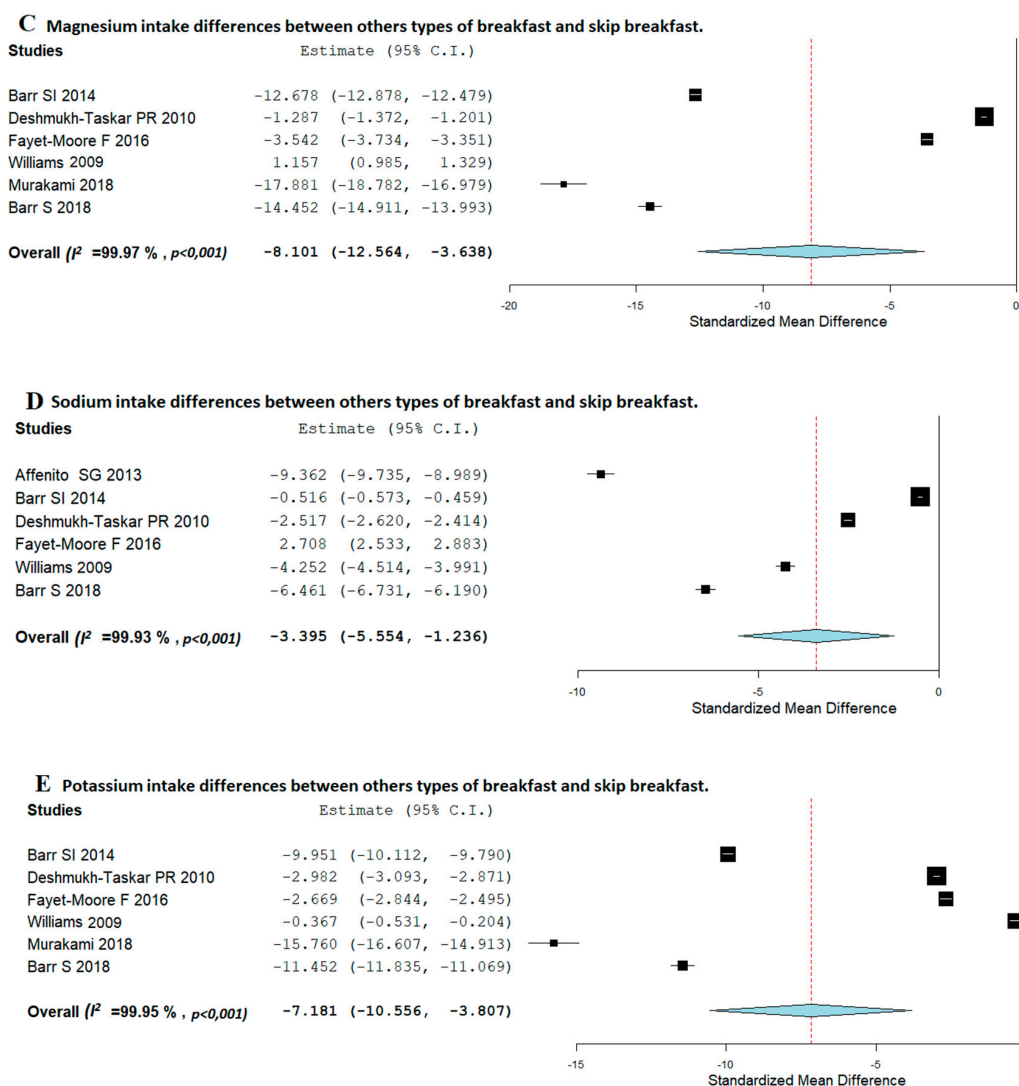 C Magnesium intake differences between others types of breakfast and skip breakfast.
Studies Estimate (95% C.I.)
Barr SI 2014 -12.678 (-12.878, -12.479)
Deshmukh-Taskar PR 2010 -1.287 (-1.372, -1.201)
Fayet-Moore F 2016 -3.542 (-3.734, -3.351)
Williams 2009 1.157 (0.985, 1.329)
Murakami 2018 -17.881 (-18.782, -16.979)
Barr S 2018 -14.452 (-14.911, -13.993)
Overall (I² =99.97 % , p<0,001) -8.101 (-12.564, -3.638)
-20 -15 -10 -5 0
Standardized Mean Difference
D Sodium intake differences between others types of breakfast and skip breakfast.
Studies Estimate (95% C.I.)
Affenito SG 2013 -9.362 (-9.735, -8.989)
Barr SI 2014 -0.516 (-0.573, -0.459)
Deshmukh-Taskar PR 2010 -2.517 (-2.620, -2.414)
Fayet-Moore F 2016 2.708 (2.533, 2.883)
Williams 2009 -4.252 (-4.514, -3.991)
Barr S 2018 -6.461 (-6.731, -6.190)
Overall (I² =99.93 % , p<0,001) -3.395 (-5.554, -1.236)
-10 -5 0
Standardized Mean Difference
E Potassium intake differences between others types of breakfast and skip breakfast.
Studies Estimate (95% C.I.)
Barr SI 2014 -9.951 (-10.112, -9.790)
Deshmukh-Taskar PR 2010 -2.982 (-3.093, -2.871)
Fayet-Moore F 2016 -2.669 (-2.844, -2.495)
Williams 2009 -0.367 (-0.531, -0.204)
Murakami 2018 -15.760 (-16.607, -14.913)
Barr S 2018 -11.452 (-11.835, -11.069)
Overall (I² =99.95 % , p<0,001) -7.181 (-10.556, -3.807)
-15 -10 -5
Standardized Mean Difference